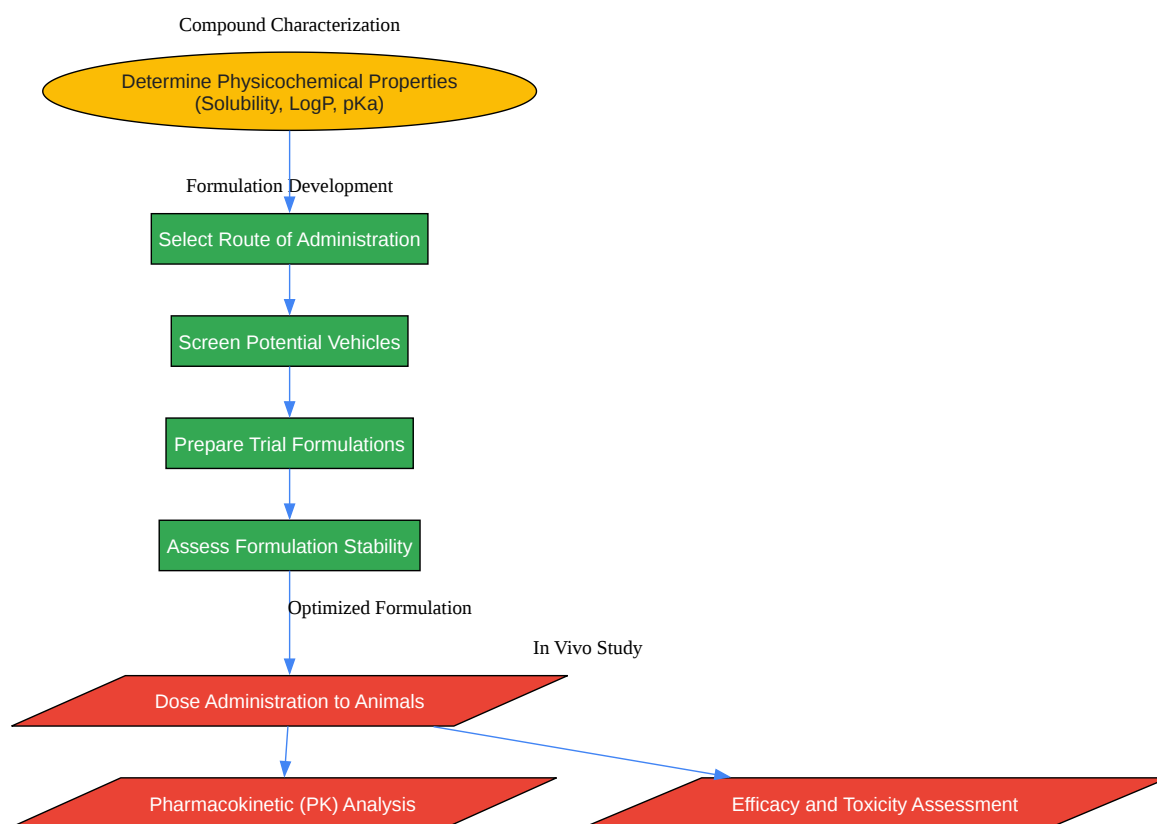 Compound Characterization
Determine Physicochemical Properties
(Solubility, LogP, pKa)
Formulation Development
Select Route of Administration
Screen Potential Vehicles
Prepare Trial Formulations
Assess Formulation Stability
Optimized Formulation
In Vivo Study
Dose Administration to Animals
Pharmacokinetic (PK) Analysis
Efficacy and Toxicity Assessment